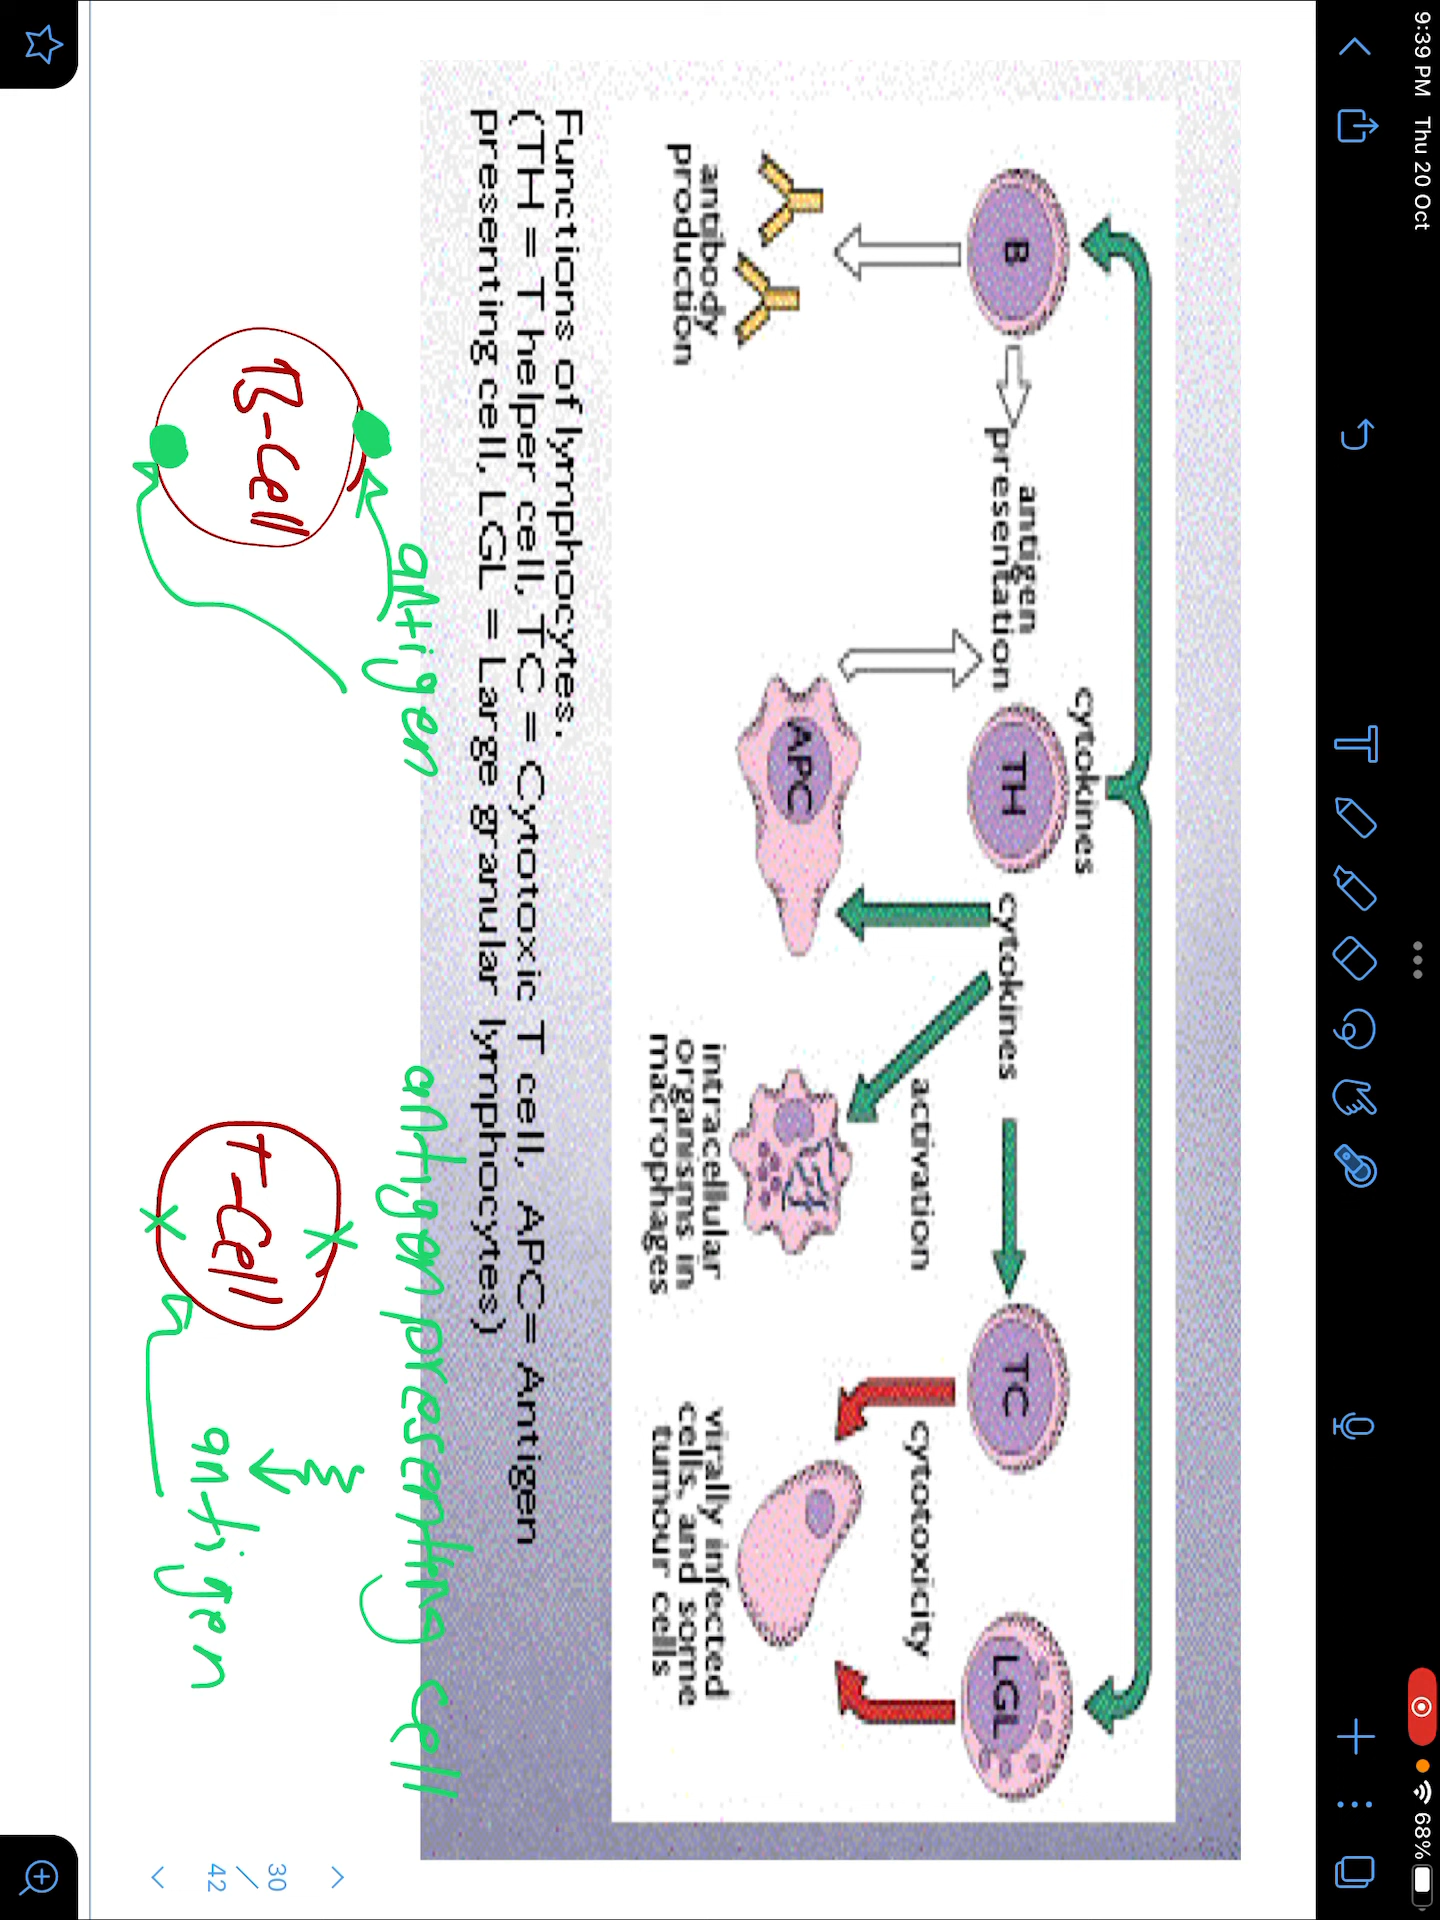 9:39 PM Thu 20 Oct
68%
cytokines
B
antigen
presentation
TH
cytokines
TC
LGL
activation
cytotoxicity
APC
antibody
production
intracellular
organisms in
macrophages
virally infected
cells, and some
tumour cells
Functions of lymphocytes.
(TH = T helper cell, TC = Cytotoxic T cell, APC= Antigen
presenting cell, LGL = Large granular lymphocytes)
antigen
antigen presenting cell
B-cell
T-cell
antigen
30
/
42